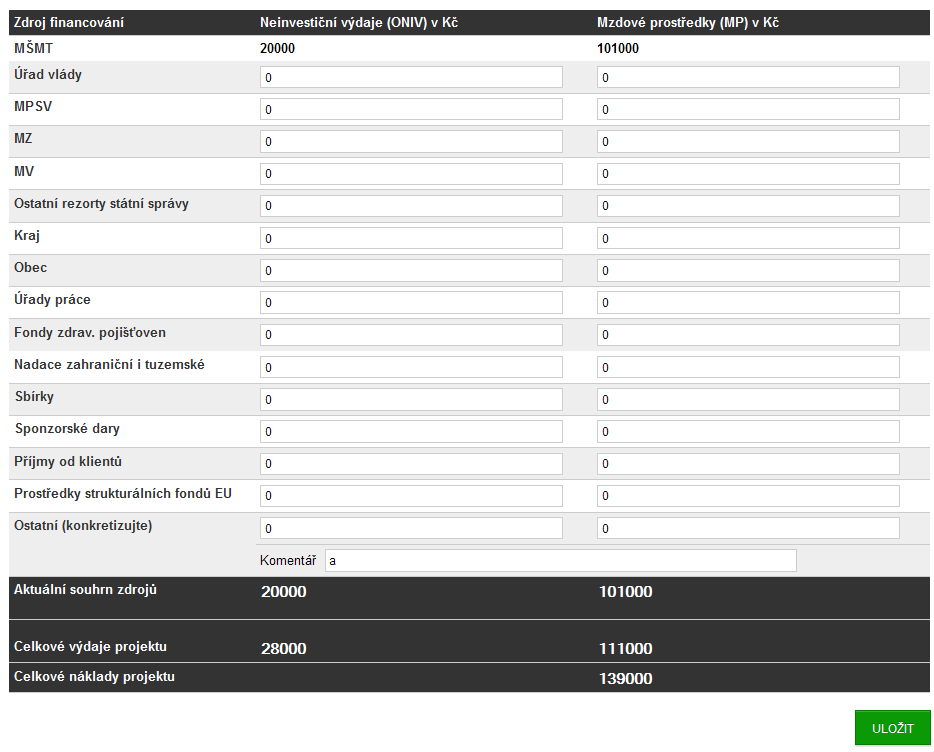 Zdroj financování Neinvestiční výdaje (ONIV) v Kč Mzdové prostředky (MP) v Kč
MŠMT 20000 101000
Úřad vlády 0 0
MPSV 0 0
MZ 0 0
MV 0 0
Ostatní rezorty státní správy 0 0
Kraj 0 0
Obec 0 0
Úřady práce 0 0
Fondy zdrav. pojišťoven 0 0
Nadace zahraniční i tuzemské 0 0
Sbírky 0 0
Sponzorské dary 0 0
Příjmy od klientů 0 0
Prostředky strukturálních fondů EU 0 0
Ostatní (konkretizujte) 0 0
Komentář a
Aktuální souhrn zdrojů 20000 101000
Celkové výdaje projektu 28000 111000
Celkové náklady projektu 139000
ULOŽIT